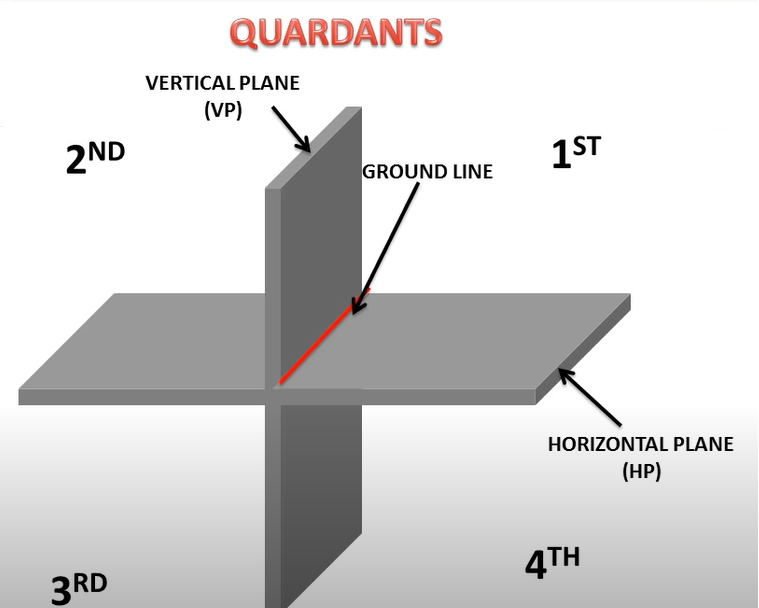 QUARDANTS
VERTICAL PLANE
(VP)
2ND
1ST
GROUND LINE
HORIZONTAL PLANE
(HP)
4TH
3RD